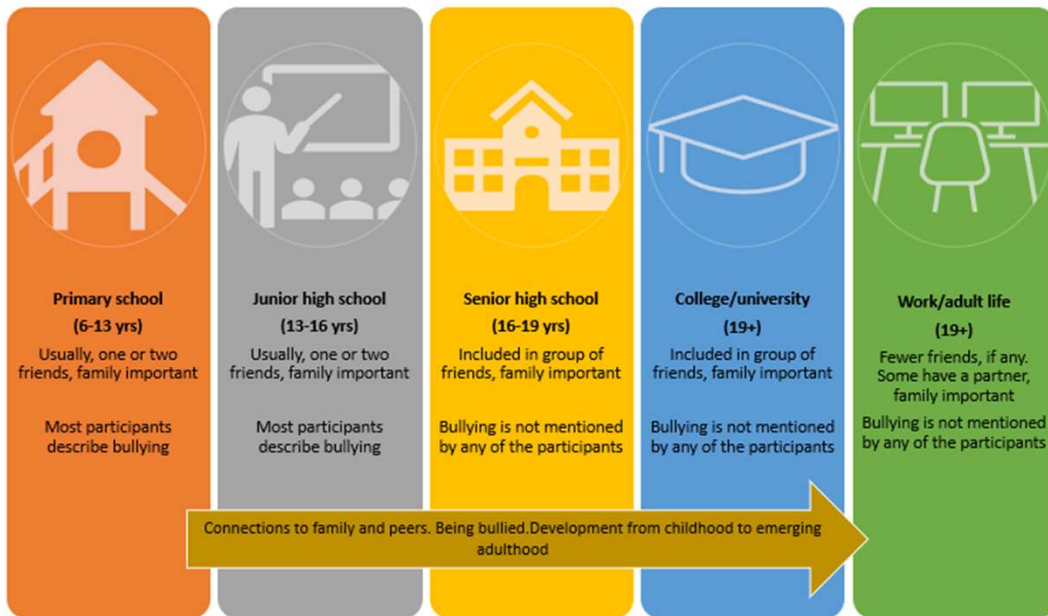 Primary school
(6-13 yrs)
Usually, one or two
friends, family important
Most participants
describe bullying
Junior high school
(13-16 yrs)
Usually, one or two
friends, family important
Most participants
describe bullying
Senior high school
(16-19 yrs)
Included in group of
friends, family important
Bullying is not mentioned
by any of the participants
College/university
(19+)
Included in group of
friends, family important
Bullying is not mentioned
by any of the participants
Work/adult life
(19+)
Fewer friends, if any.
Some have a partner,
family important
Bullying is not mentioned
by any of the participants
Connections to family and peers. Being bullied.Development from childhood to emerging
adulthood